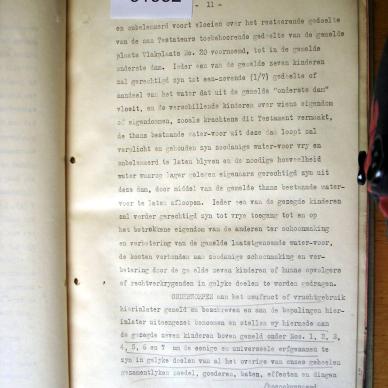 - 11 -
en onbelemmerd voort vloeien over het resteerende gedeelte
van de aan Testateurs toebehoorende gedeelte van de gemelde
plaats Vlakplaats No. 20 voornoemd, tot in de gemelde
onderste dam. Ieder een van de gemelde zeven kinderen
zal gerechtigd zyn tot een-zevende (1/7) gedeelte of
aandeel van het water dat uit de gemelde "onderste dam"
vloeit, en de verschillende kinderen over wiens eigendom
of eigendommen, zooals krachtens dit Testament vermaakt,
de thans bestaande water-voor uit deze dam loopt zal
verplicht en gehouden zyn zoodanige water-voor vry en
onbelemmerd te laten blyven en de noodige hoeveelheid
water waarop lager gelegen eigenaars gerechtigd zyn uit
deze dam, door middel van de gemelde thans bestaande water-
voor te laten afloopen. Ieder een van de gezegde kinderen
zal verder gerechtigd zyn tot vrye toegang tot en op
het betrokkene eigendom van de anderen ter schoonmaking
en verbetering van de gemelde laatstgenoemde water-voor,
de kosten verbonden aan zoodanige schoonmaking en ver-
betering door de gemelde zeven kinderen of hunne opvolgers
of rechtverkrygenden in gelyke deelen te worden gedragen.
ONDERWORPEN aan het usufruct of vruchtgebruik
hierinlater gemeld en beschreven en aan de bepalingen hier-
inlater uiteengezet benoemen en stellen wy hiermede aan
de gezegde zeven kinderen boven gemeld onder Nos. 1, 2, 3,
4, 5, 6 en 7 om de eenige en universeele erfgenamen te
zyn in gelyke deelen van al het overige van onzen geheelen
gezamentlyken boedel, goederen, baten, effecten en dingen